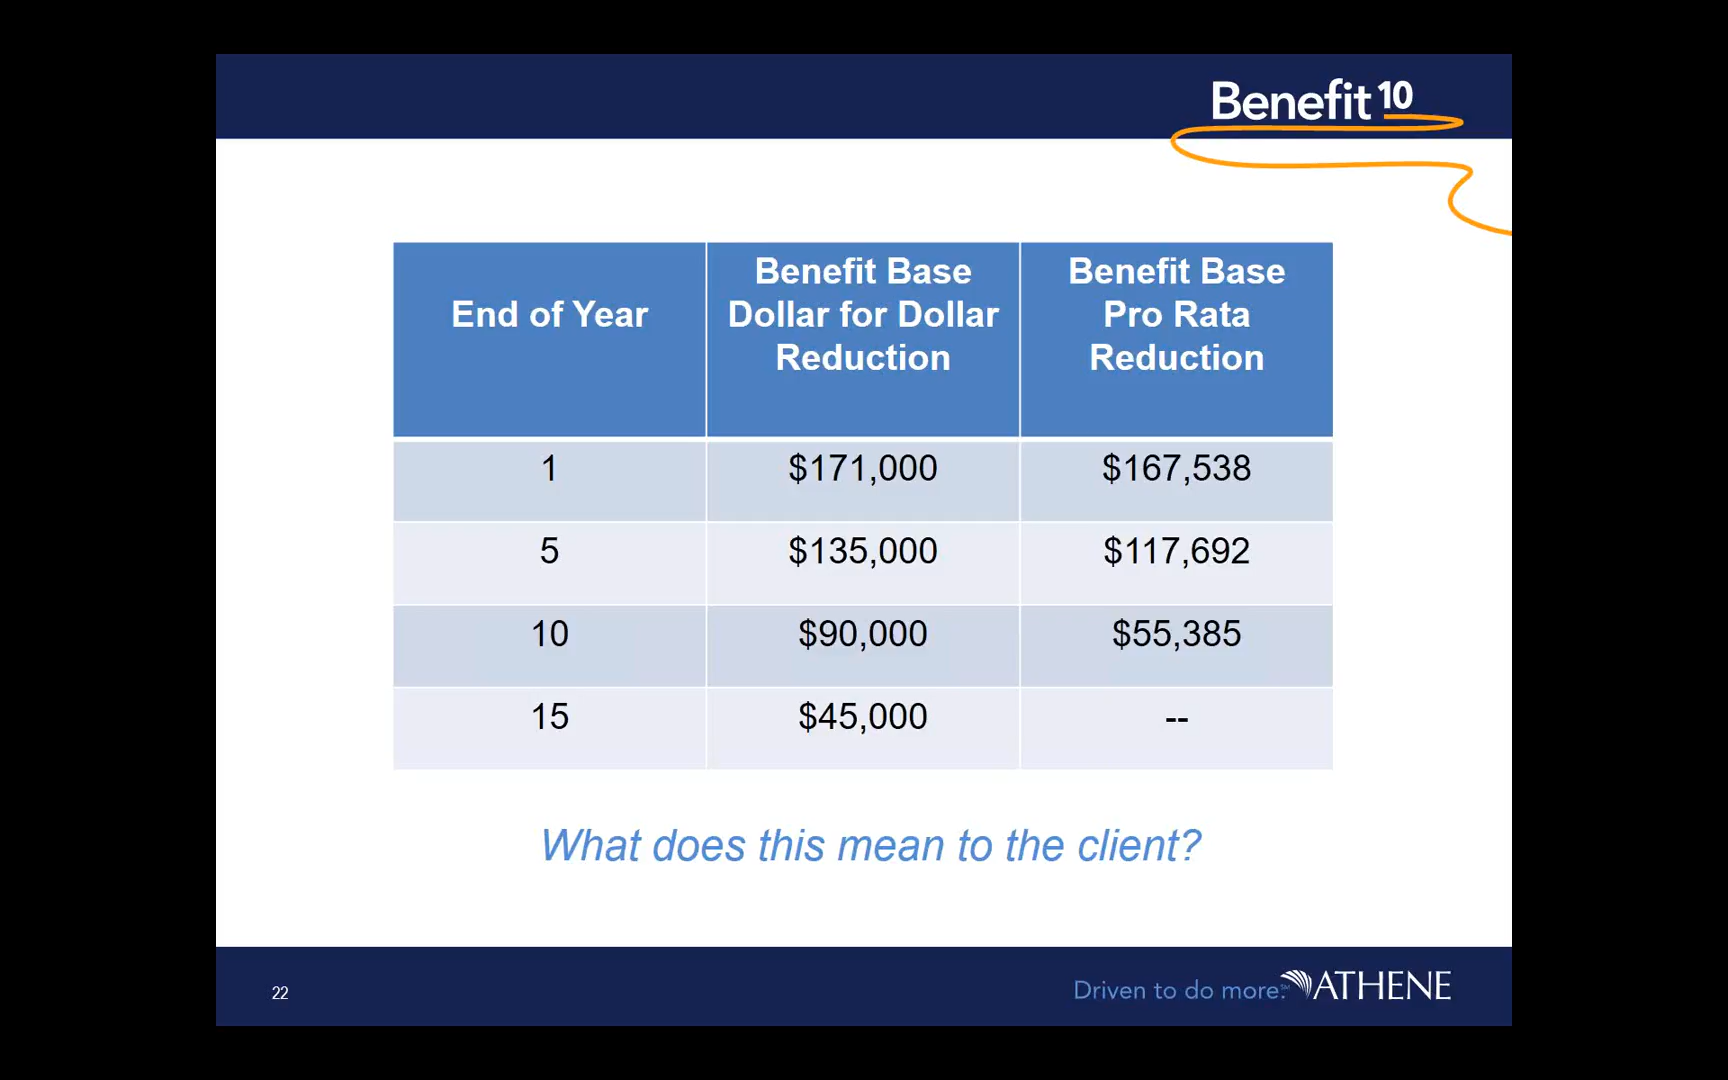 Benefit 10
End of Year
Benefit Base
Dollar for Dollar
Reduction
Benefit Base
Pro Rata
Reduction
1 $171,000 $167,538
5 $135,000 $117,692
10 $90,000 $55,385
15 $45,000 --
What does this mean to the client?
22
Driven to do more.℠ ATHENE